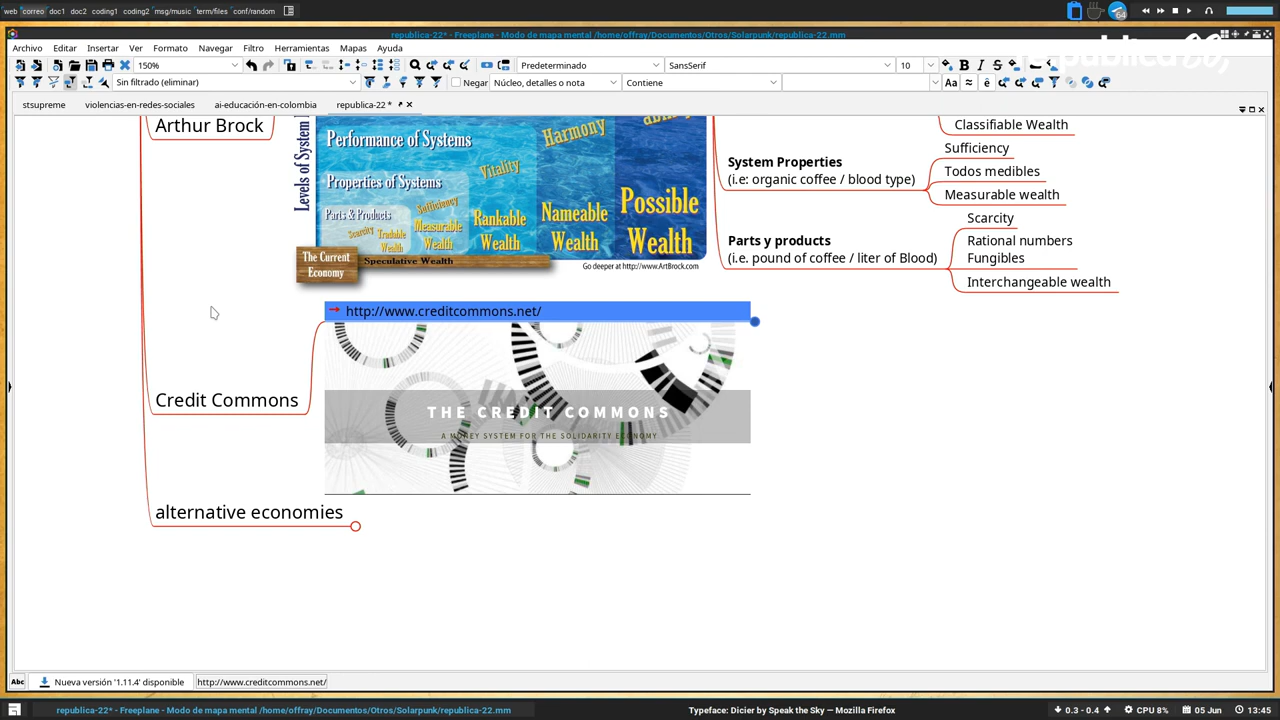 web correo doc1 doc2 coding1 coding2 msg/music term/files conf/random
64
republica-22* - Freeplane - Modo de mapa mental /home/offray/Documentos/Otros/Solarpunk/republica-22.mm
Archivo Editar Insertar Ver Formato Navegar Filtro Herramientas Mapas Ayuda
150% Predeterminado SansSerif 10
Sin filtrado (eliminar) Negar Núcleo, detalles o nota Contiene Aa ≈ ê
stsupreme violencias-en-redes-sociales ai-educación-en-colombia republica-22 *
Arthur Brock
Levels of System
Performance of Systems
Harmony
Vitality
Properties of Systems
Sufficiency
Parts & Products
Scarcity
Tradable Wealth
Measurable Wealth
Rankable Wealth
Nameable Wealth
Possible Wealth
The Current Economy
Speculative Wealth
Go deeper at http://www.ArtBrock.com
Classifiable Wealth
System Properties
(i.e: organic coffee / blood type)
Sufficiency
Todos medibles
Measurable wealth
Parts y products
(i.e. pound of coffee / liter of Blood)
Scarcity
Rational numbers
Fungibles
Interchangeable wealth
Credit Commons
http://www.creditcommons.net/
THE CREDIT COMMONS
A MONEY SYSTEM FOR THE SOLIDARITY ECONOMY
alternative economies
Abc Nueva versión '1.11.4' disponible http://www.creditcommons.net/
republica-22* - Freeplane - Modo de mapa mental /home/offray/Documentos/Otros/Solarpunk/republica-22.mm
Typeface: Dicier by Speak the Sky — Mozilla Firefox
0.3 - 0.4 CPU 8% 05 Jun 13:45